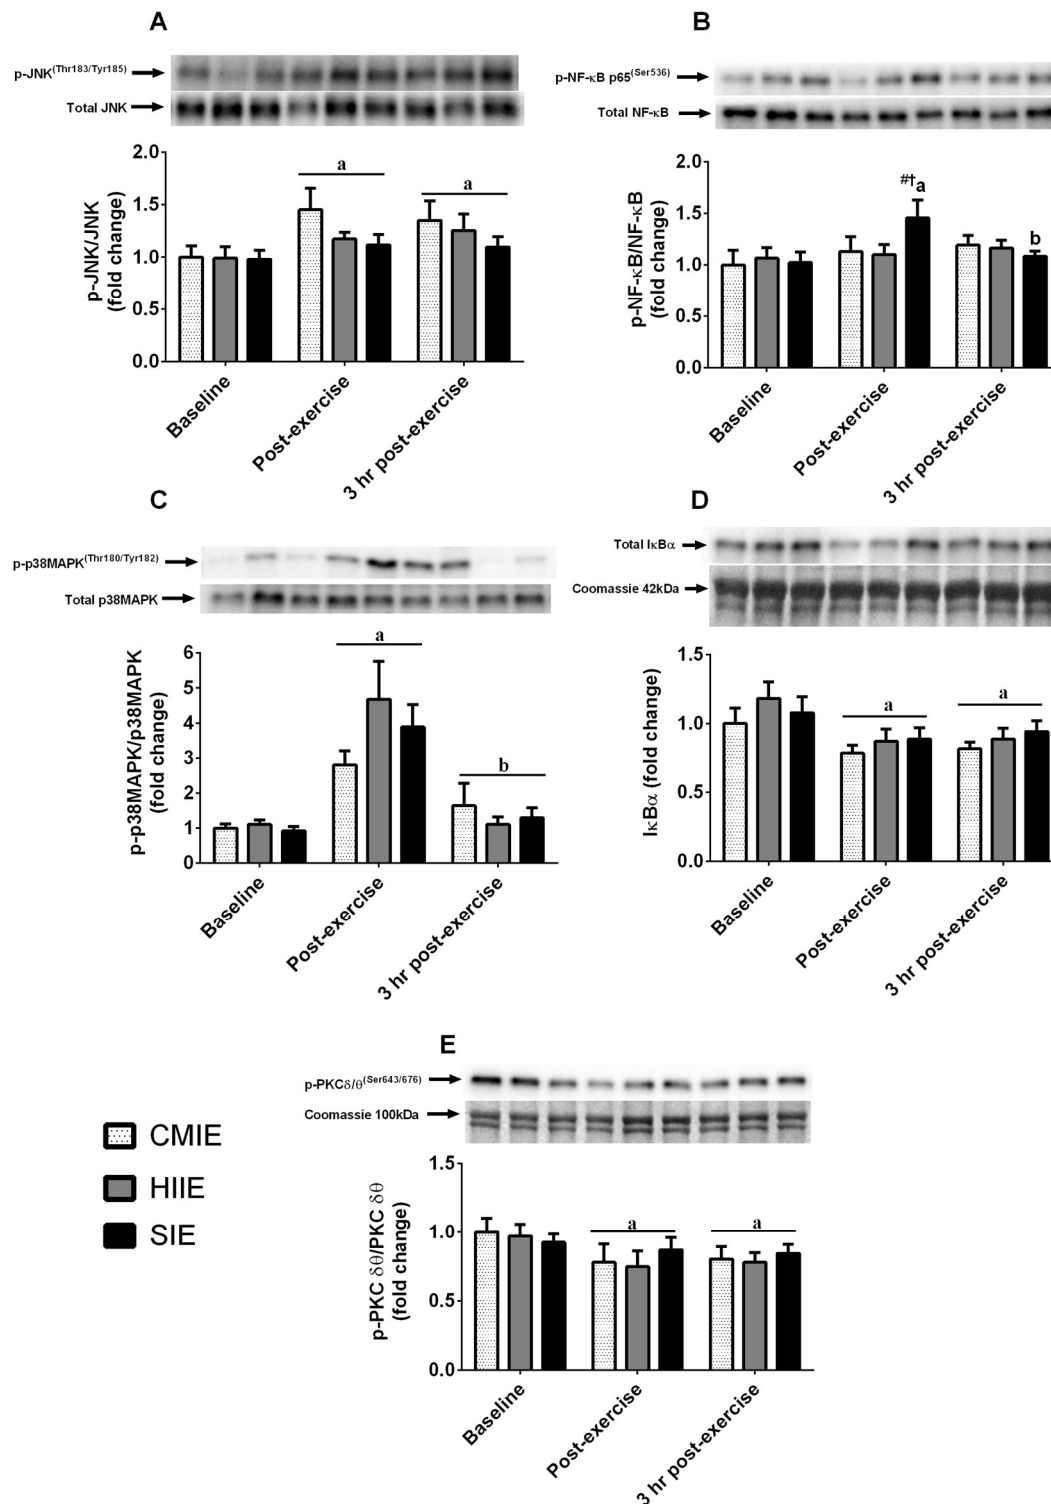 A
p-JNK(Thr183/Tyr185)
Total JNK
p-JNK/JNK
(fold change)
2.0
1.5
1.0
0.5
0.0
a
a
Baseline
Post-exercise
3 hr post-exercise
B
p-NF-κB p65(Ser536)
Total NF-κB
p-NF-κB/NF-κB
(fold change)
2.0
1.5
1.0
0.5
0.0
#†a
b
Baseline
Post-exercise
3 hr post-exercise
C
p-p38MAPK(Thr180/Tyr182)
Total p38MAPK
p-p38MAPK/p38MAPK
(fold change)
6
5
4
3
2
1
0
a
b
Baseline
Post-exercise
3 hr post-exercise
D
Total IκBα
Coomassie 42kDa
IκBα (fold change)
1.5
1.0
0.5
0.0
a
a
Baseline
Post-exercise
3 hr post-exercise
E
p-PKCδ/θ(Ser643/676)
Coomassie 100kDa
p-PKC δθ/PKC δθ
(fold change)
1.5
1.0
0.5
0.0
a
a
Baseline
Post-exercise
3 hr post-exercise
CMIE
HIIE
SIE